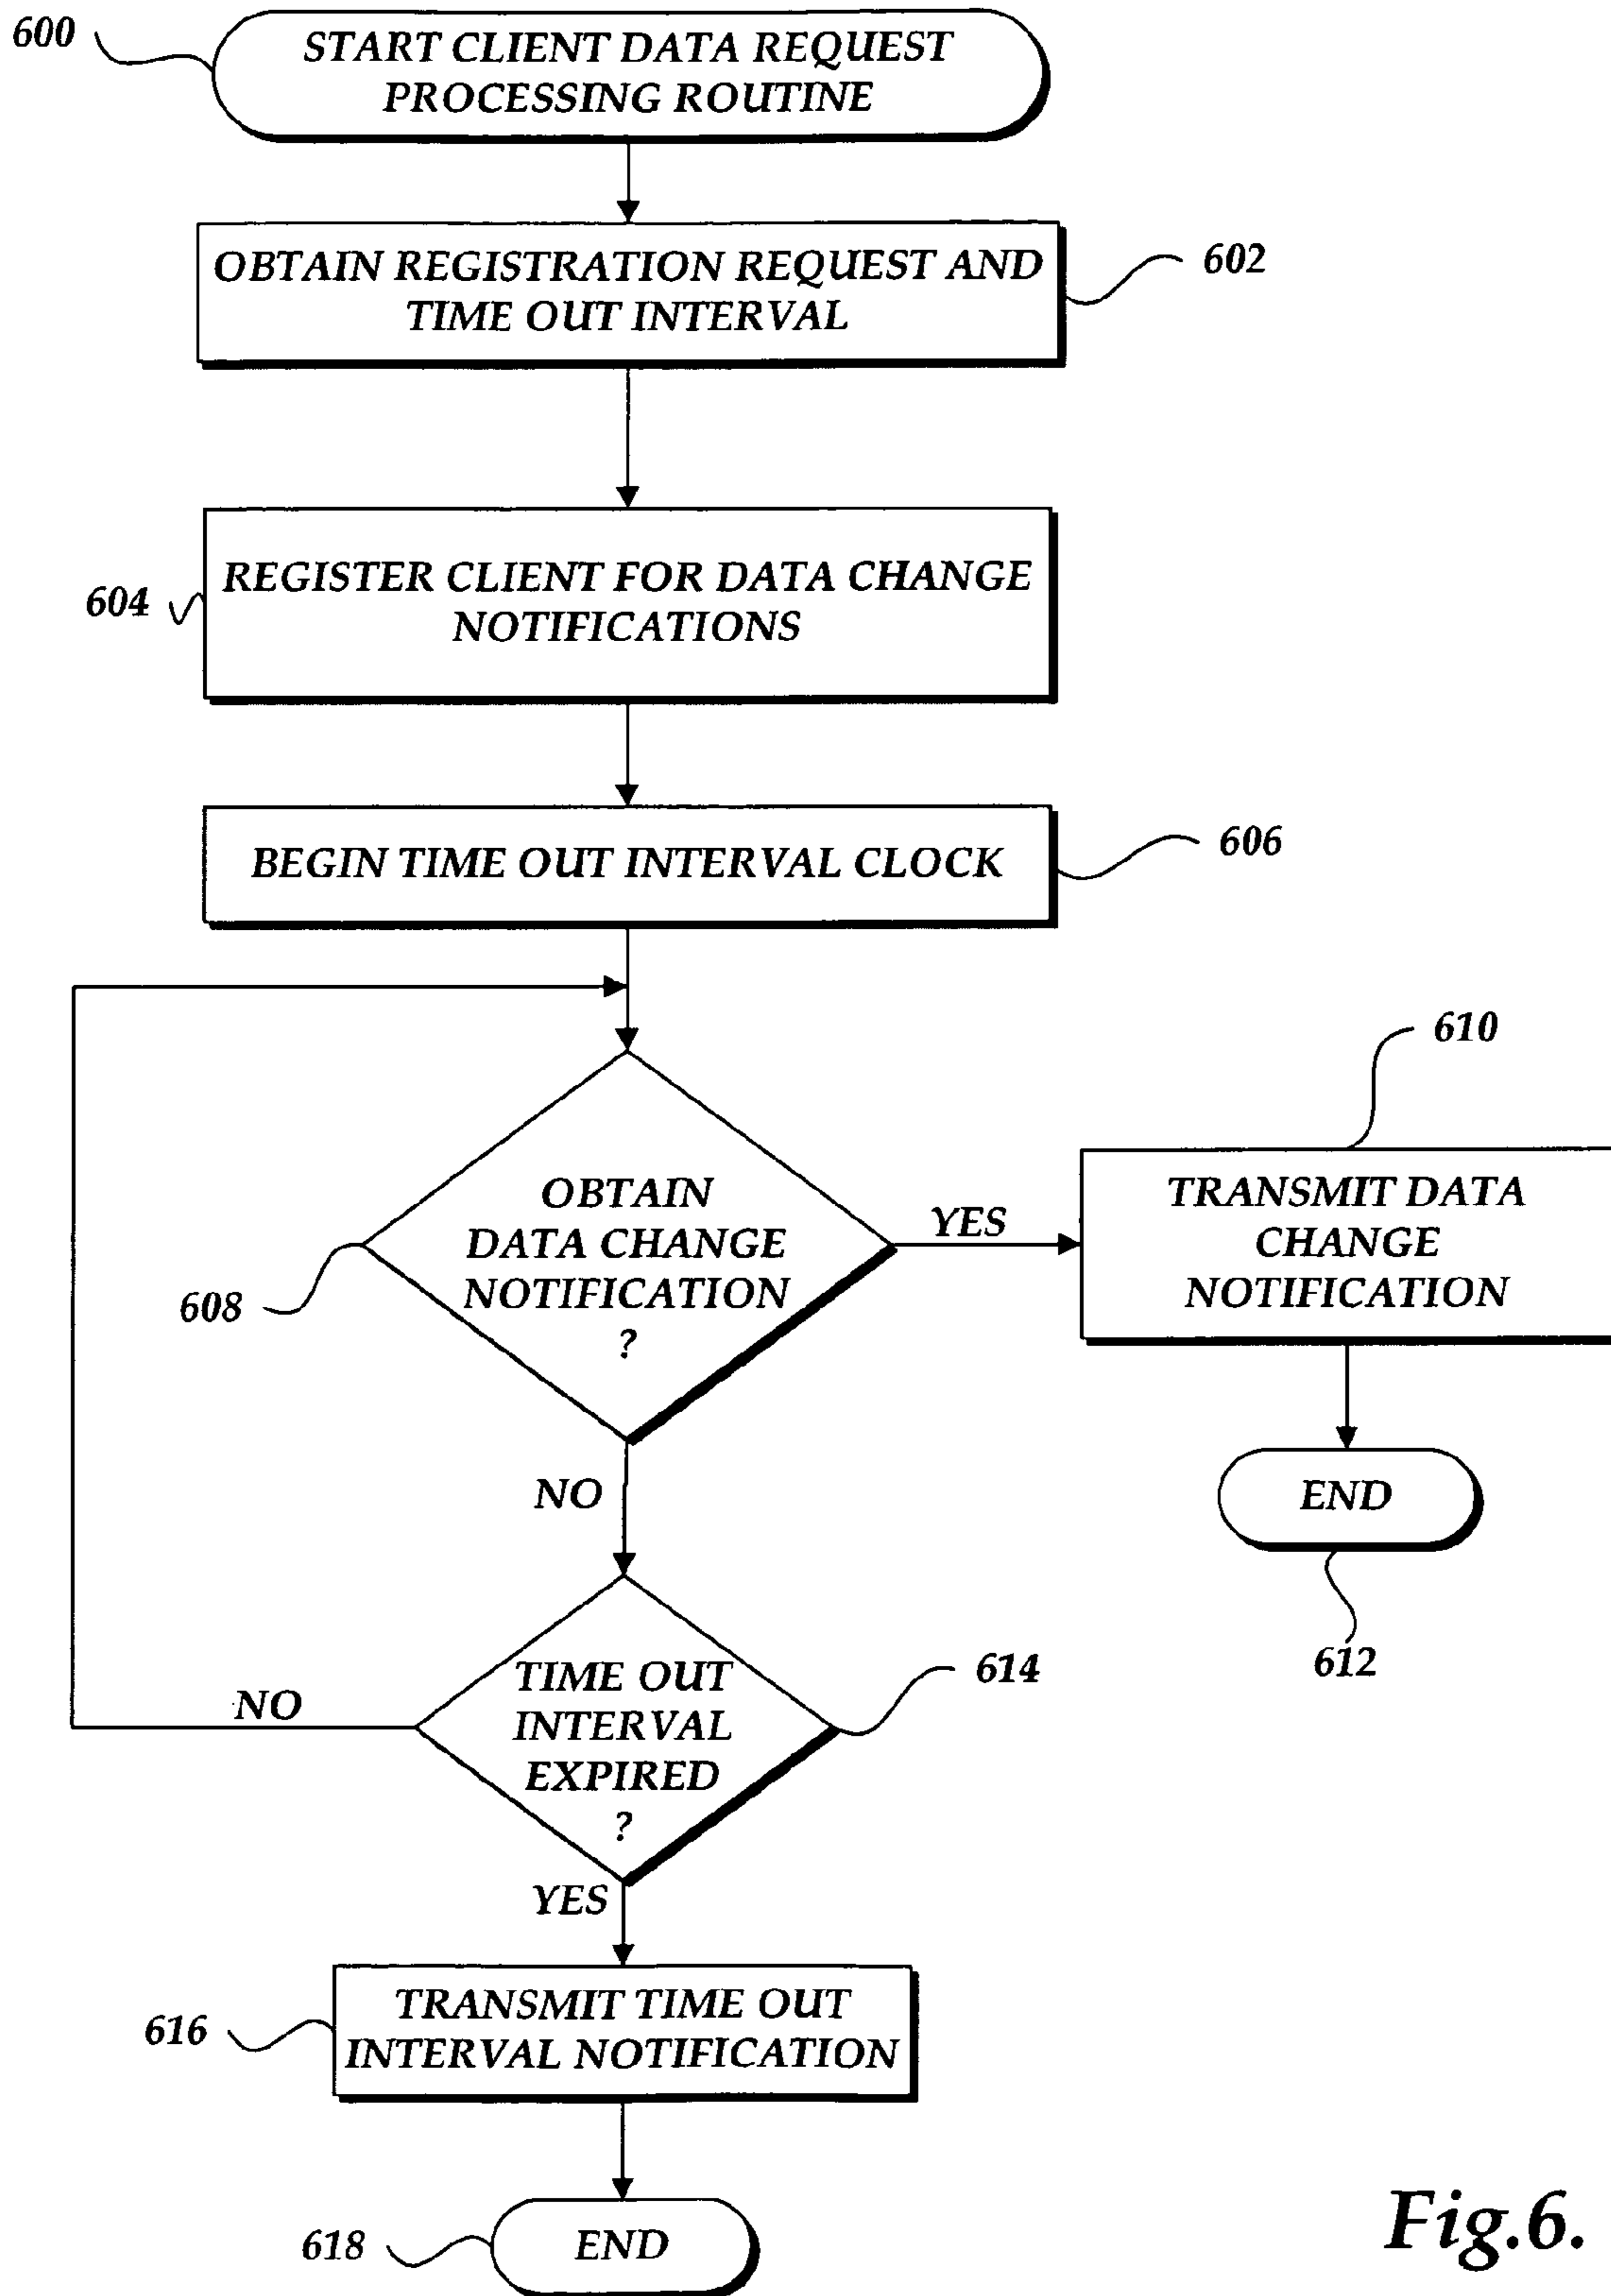 600
START CLIENT DATA REQUEST
PROCESSING ROUTINE
OBTAIN REGISTRATION REQUEST AND
TIME OUT INTERVAL
602
REGISTER CLIENT FOR DATA CHANGE
NOTIFICATIONS
604
BEGIN TIME OUT INTERVAL CLOCK
606
OBTAIN
DATA CHANGE
NOTIFICATION
?
608
YES
610
TRANSMIT DATA
CHANGE
NOTIFICATION
END
612
NO
TIME OUT
INTERVAL
EXPIRED
?
614
NO
YES
TRANSMIT TIME OUT
INTERVAL NOTIFICATION
616
END
618
Fig.6.